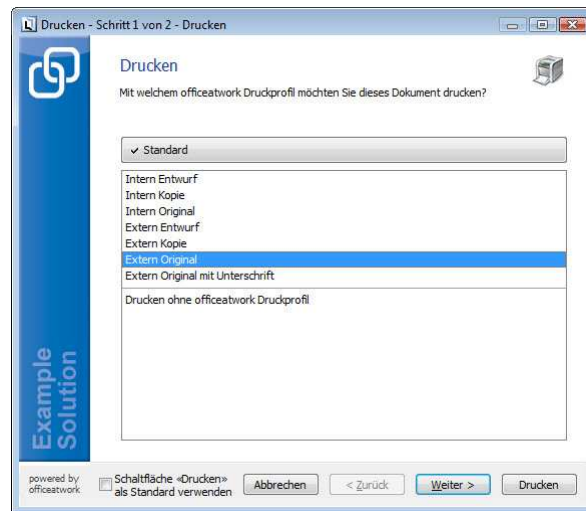 Drucken - Schritt 1 von 2 - Drucken
Drucken
Mit welchem officeatwork Druckprofil möchten Sie dieses Dokument drucken?
Standard
Intern Entwurf
Intern Kopie
Intern Original
Extern Entwurf
Extern Kopie
Extern Original
Extern Original mit Unterschrift
Drucken ohne officeatwork Druckprofil
Example
Solution
powered by
officeatwork
Schaltfläche «Drucken»
als Standard verwenden
Abbrechen
< Zurück
Weiter >
Drucken